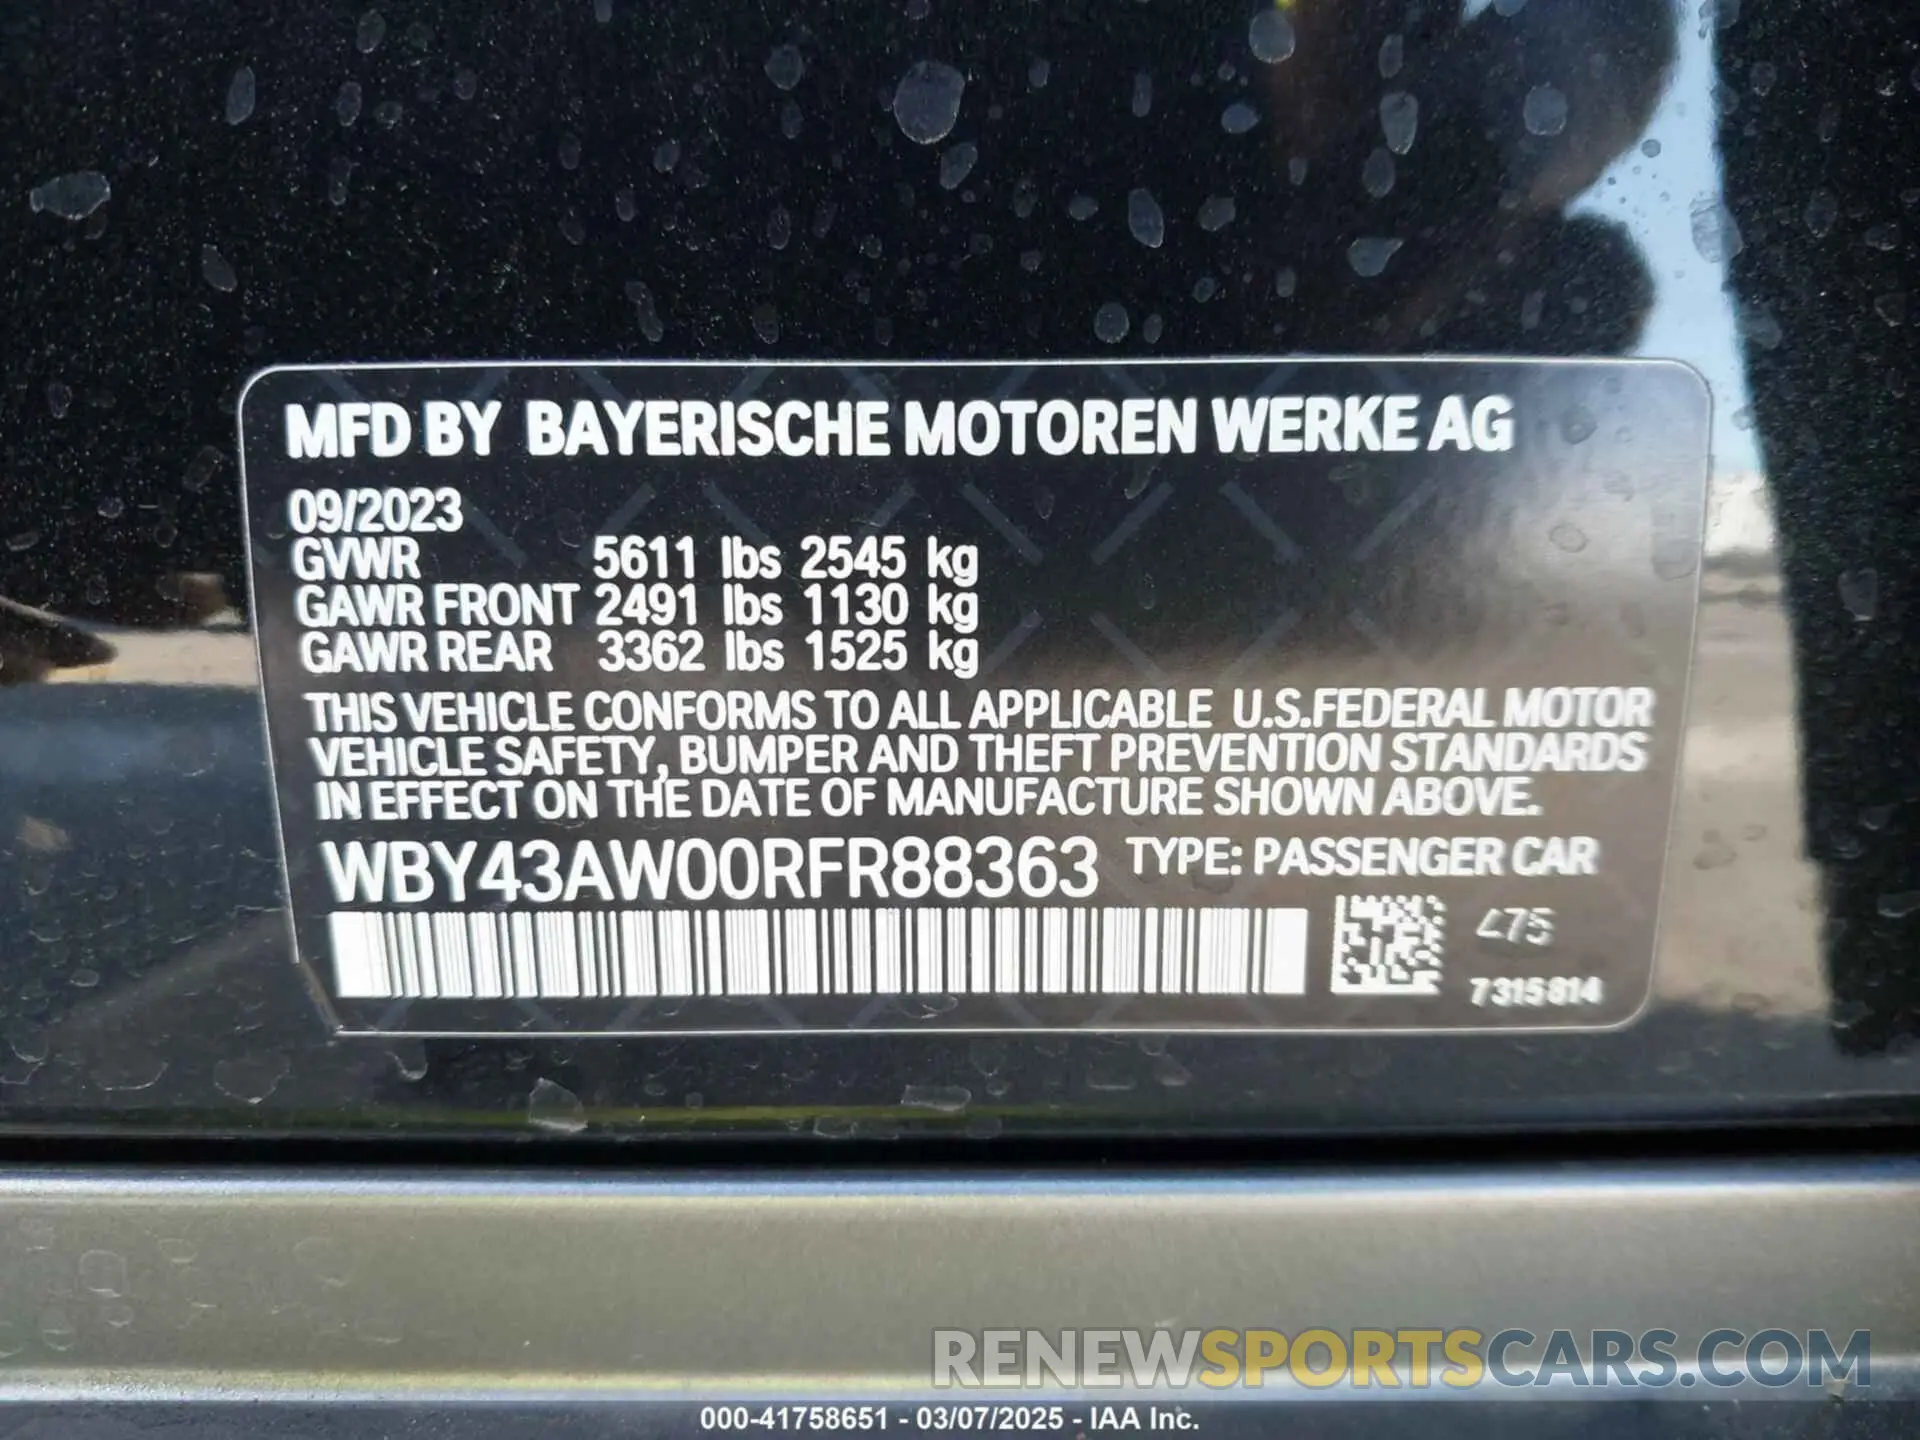 MFD BY BAYERISCHE MOTOREN WERKE AG
09/2023
GVWR 5611 lbs 2545 kg
GAWR FRONT 2491 lbs 1130 kg
GAWR REAR 3362 lbs 1525 kg
THIS VEHICLE CONFORMS TO ALL APPLICABLE U.S.FEDERAL MOTOR
VEHICLE SAFETY, BUMPER AND THEFT PREVENTION STANDARDS
IN EFFECT ON THE DATE OF MANUFACTURE SHOWN ABOVE.
WBY43AW00RFR88363 TYPE: PASSENGER CAR
475
7315814
RENEWSPORTSCARS.COM
000-41758651 - 03/07/2025 - IAA Inc.